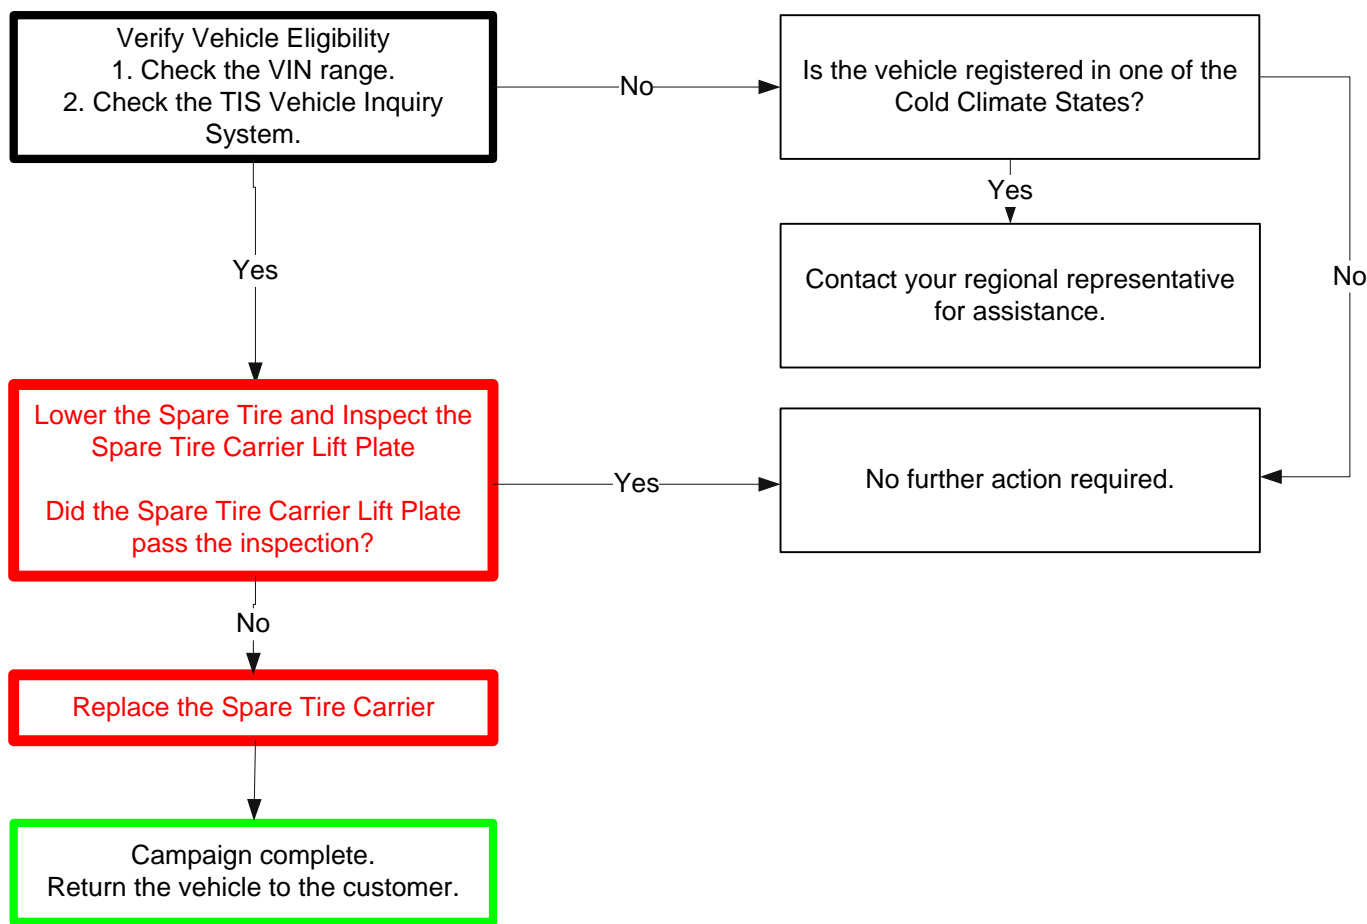 Verify Vehicle Eligibility
1. Check the VIN range.
2. Check the TIS Vehicle Inquiry
System.
No
Is the vehicle registered in one of the
Cold Climate States?
Yes
No
Contact your regional representative
for assistance.
Yes
Lower the Spare Tire and Inspect the
Spare Tire Carrier Lift Plate
Did the Spare Tire Carrier Lift Plate
pass the inspection?
Yes
No further action required.
No
Replace the Spare Tire Carrier
Campaign complete.
Return the vehicle to the customer.